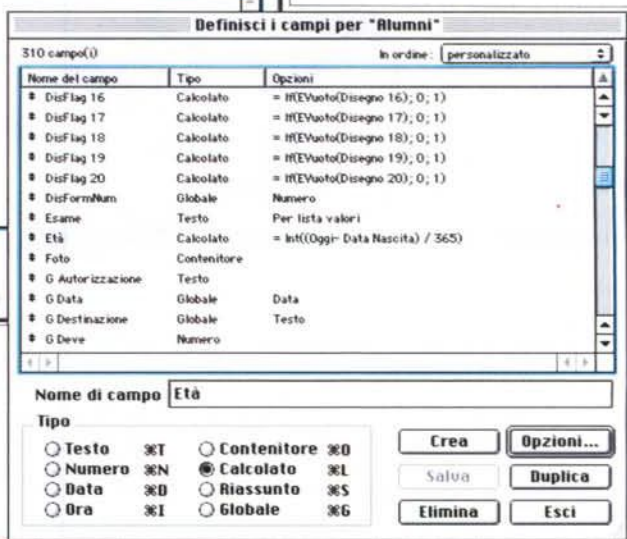 Definisci i campi per "Alumni"
310 campo(i) In ordine: personalizzato
Nome del campo Tipo Opzioni
DisFlag 16 Calcolato = If(EVuoto(Disegno 16); 0; 1)
DisFlag 17 Calcolato = If(EVuoto(Disegno 17); 0; 1)
DisFlag 18 Calcolato = If(EVuoto(Disegno 18); 0; 1)
DisFlag 19 Calcolato = If(EVuoto(Disegno 19); 0; 1)
DisFlag 20 Calcolato = If(EVuoto(Disegno 20); 0; 1)
DisFormNum Globale Numero
Esame Testo Per lista valori
Età Calcolato = Int((Oggi- Data Nascita) / 365)
Foto Contenitore
G Autorizzazione Testo
G Data Globale Data
G Destinazione Globale Testo
G Deve Numero
Nome di campo Età
Tipo
Testo ⌘T Contenitore ⌘O
Numero ⌘N Calcolato ⌘L
Data ⌘D Riassunto ⌘S
Ora ⌘I Globale ⌘G
Crea Opzioni...
Salva Duplica
Elimina Esci